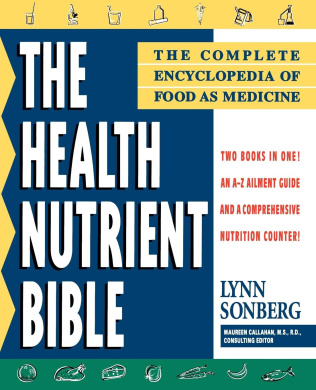 THE
HEALTH
NUTRIENT
BIBLE
THE COMPLETE
ENCYCLOPEDIA OF
FOOD AS MEDICINE
TWO BOOKS IN ONE!
AN A-Z AILMENT GUIDE
AND A COMPREHENSIVE
NUTRITION COUNTER!
LYNN
SONBERG
MAUREEN CALLAHAN, M.S., R.D.,
CONSULTING EDITOR